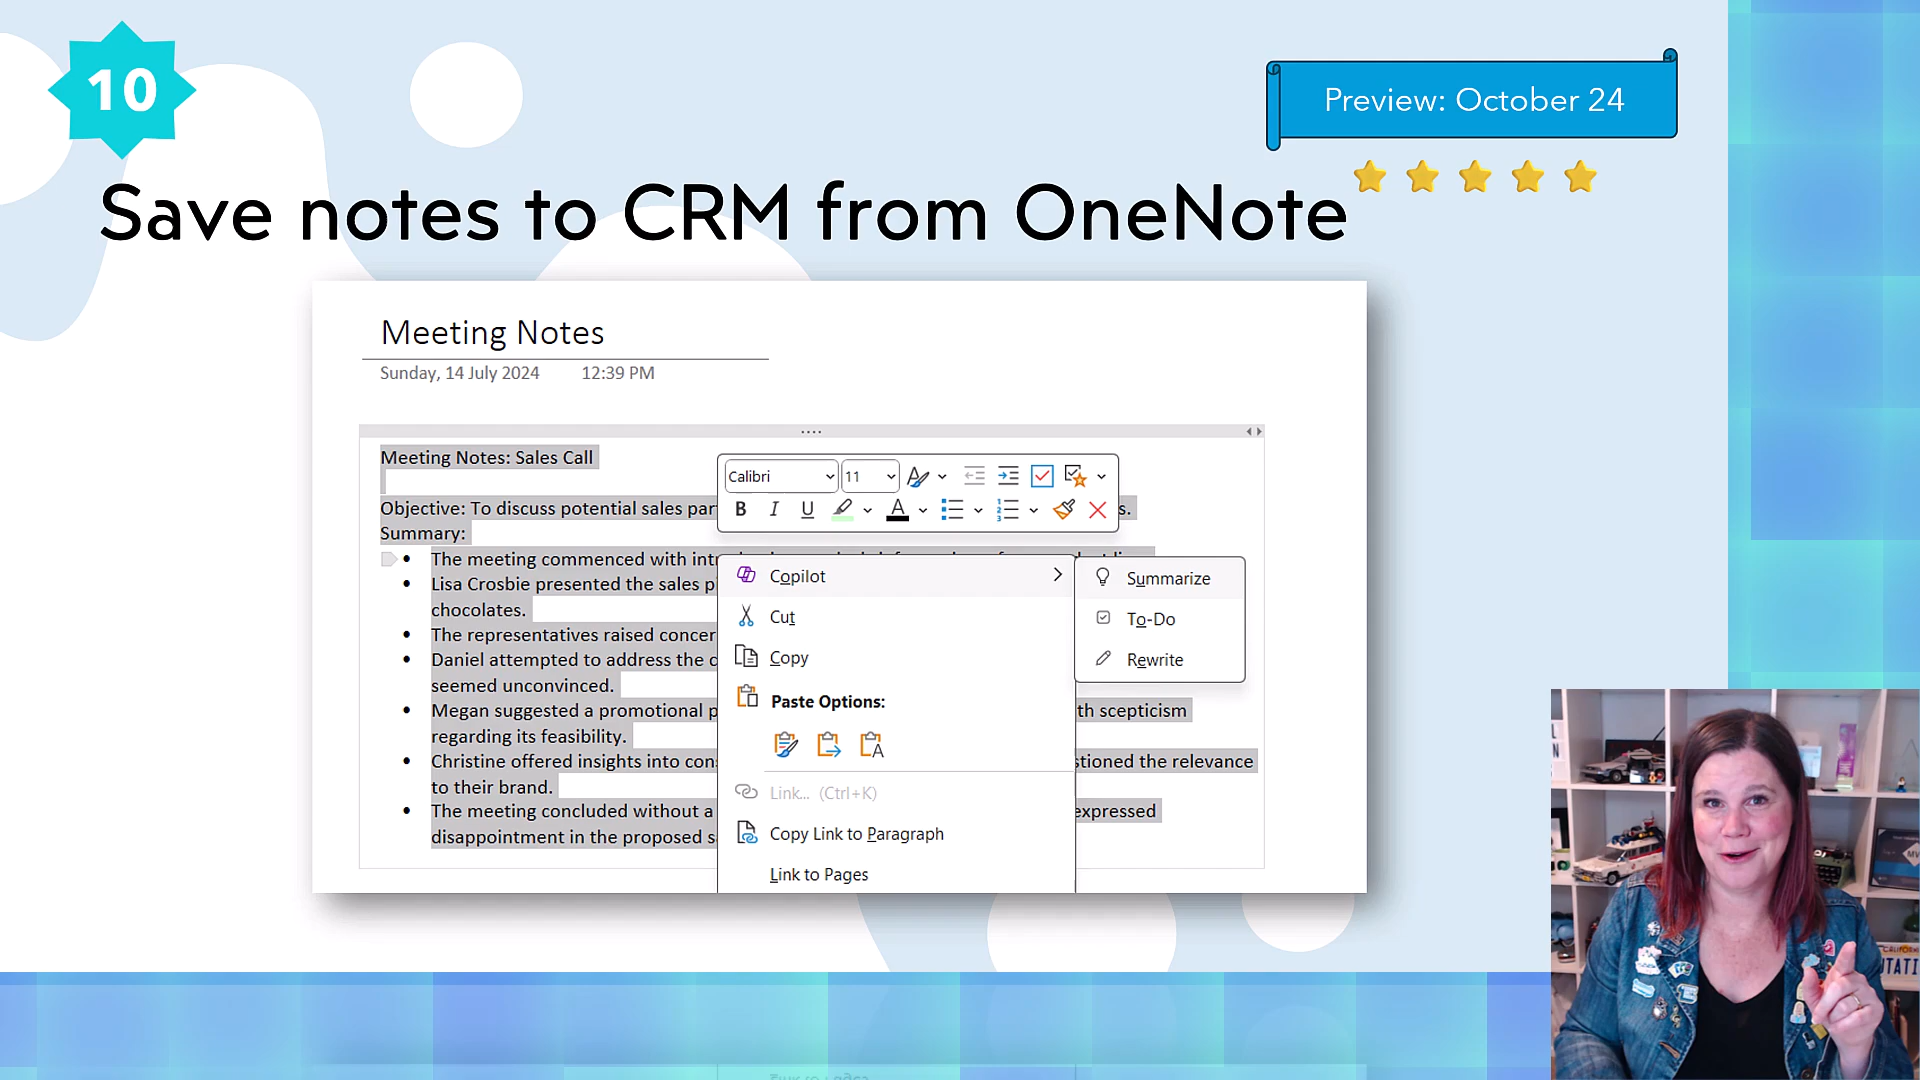 10
Preview: October 24
Save notes to CRM from OneNote
Meeting Notes
Sunday, 14 July 2024 12:39 PM
Meeting Notes: Sales Call
Calibri 11
Objective: To discuss potential sales par s.
B I U A
Summary:
The meeting commenced with
Lisa Crosbie presented the sales p
chocolates.
The representatives raised concer
Daniel attempted to address the c
seemed unconvinced.
Megan suggested a promotional p th scepticism
regarding its feasibility.
Christine offered insights into con stioned the relevance
to their brand.
The meeting concluded without a expressed
disappointment in the proposed s
Copilot
Cut
Copy
Paste Options:
Link... (Ctrl+K)
Copy Link to Paragraph
Link to Pages
Summarize
To-Do
Rewrite